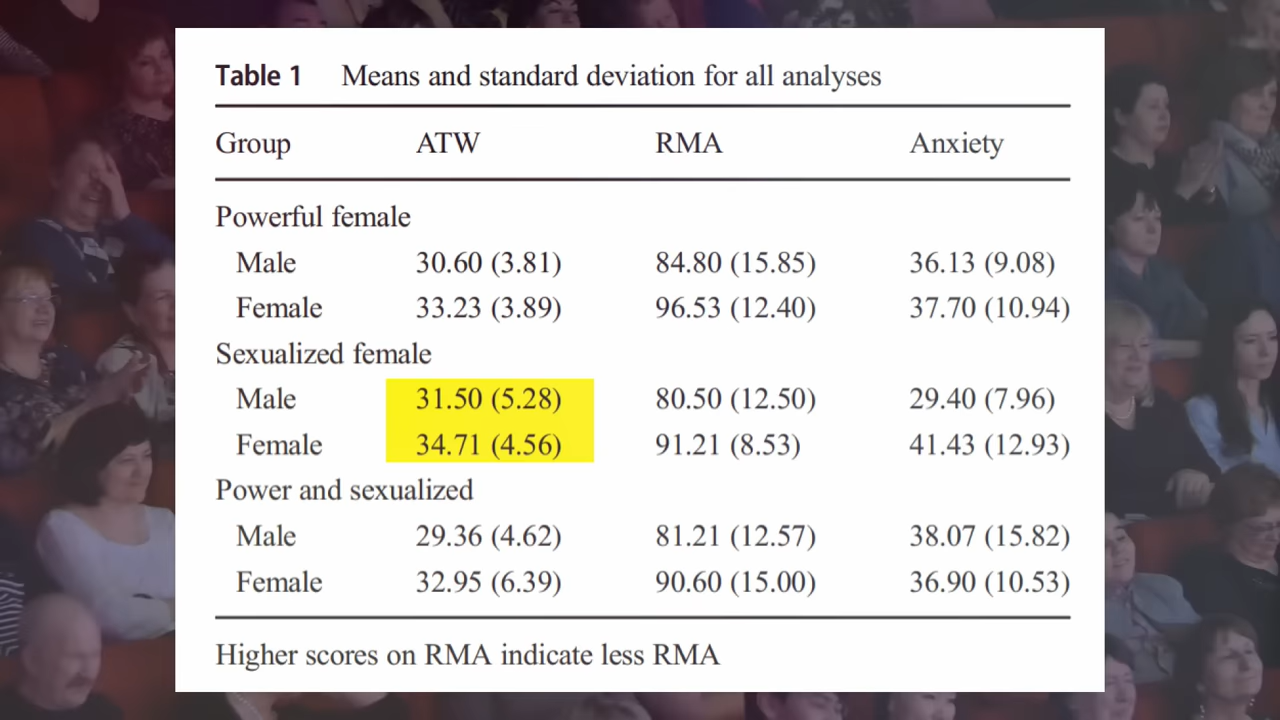 Table 1 Means and standard deviation for all analyses
Group ATW RMA Anxiety
Powerful female
Male 30.60 (3.81) 84.80 (15.85) 36.13 (9.08)
Female 33.23 (3.89) 96.53 (12.40) 37.70 (10.94)
Sexualized female
Male 31.50 (5.28) 80.50 (12.50) 29.40 (7.96)
Female 34.71 (4.56) 91.21 (8.53) 41.43 (12.93)
Power and sexualized
Male 29.36 (4.62) 81.21 (12.57) 38.07 (15.82)
Female 32.95 (6.39) 90.60 (15.00) 36.90 (10.53)
Higher scores on RMA indicate less RMA